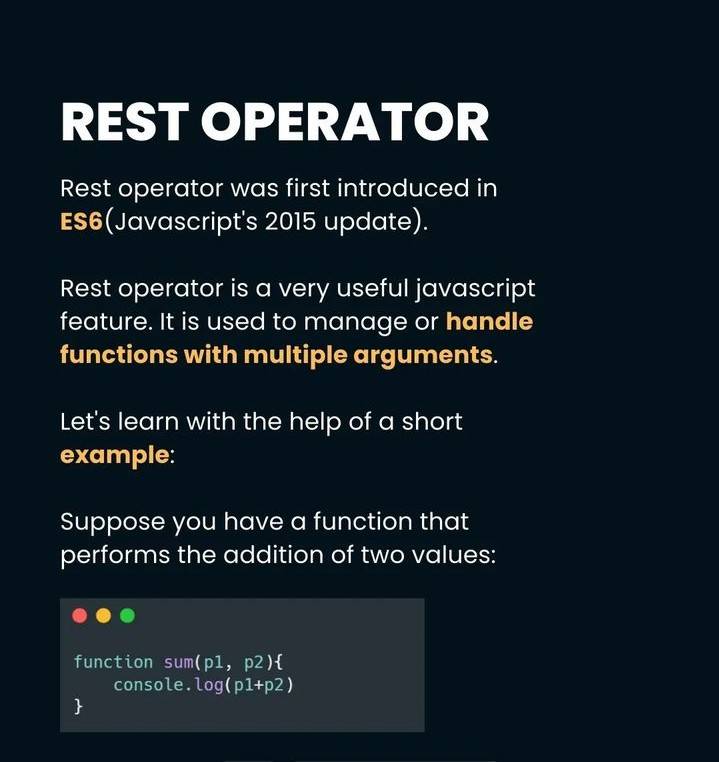 REST OPERATOR
Rest operator was first introduced in
ES6(Javascript's 2015 update).
Rest operator is a very useful javascript
feature. It is used to manage or handle
functions with multiple arguments.
Let's learn with the help of a short
example:
Suppose you have a function that
performs the addition of two values:
function sum(p1, p2){
    console.log(p1+p2)
}